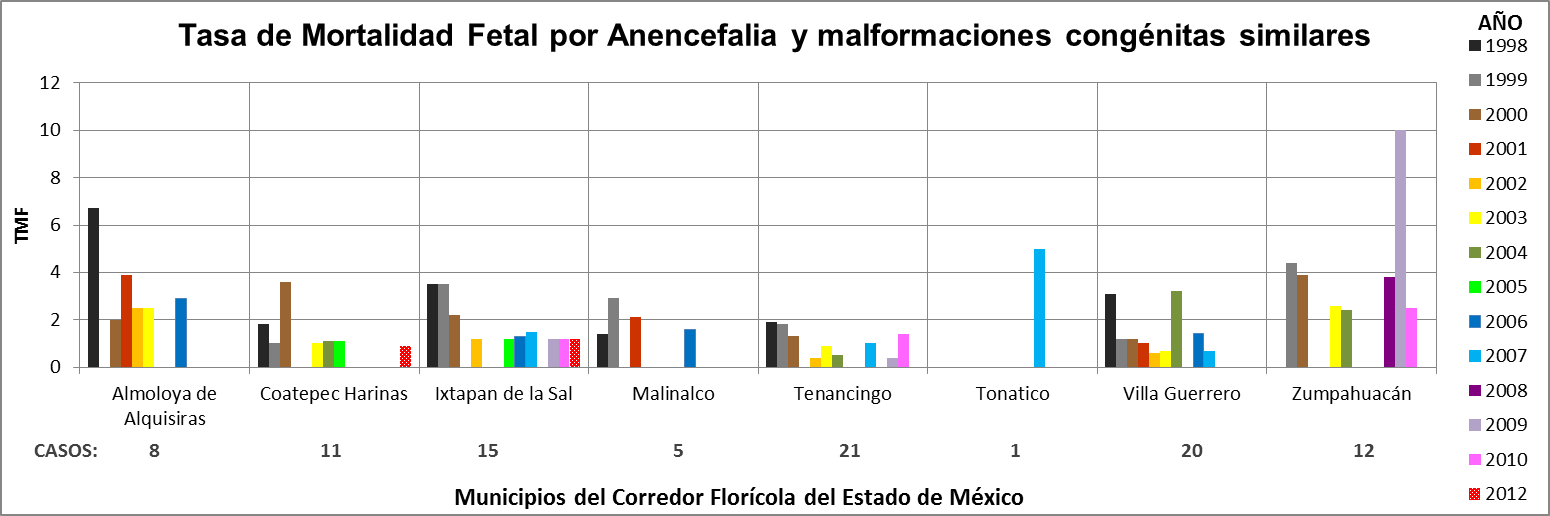 Tasa de Mortalidad Fetal por Anencefalia y malformaciones congénitas similares
AÑO
1998
1999
2000
2001
2002
2003
2004
2005
2006
2007
2008
2009
2010
2012
TMF
12
10
8
6
4
2
0
Almoloya de Alquisiras
Coatepec Harinas
Ixtapan de la Sal
Malinalco
Tenancingo
Tonatico
Villa Guerrero
Zumpahuacán
CASOS: 8 11 15 5 21 1 20 12
Municipios del Corredor Florícola del Estado de México